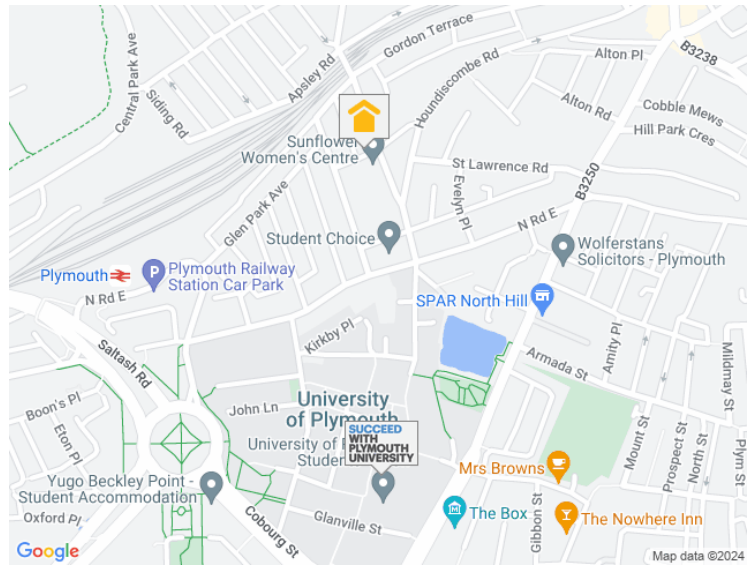 Gordon Terrace
Alton Pl
B3238
Apsley Rd
Central Park Ave
Siding Rd
Houndiscombe Rd
Alton Rd
Cobble Mews
Hill Park Cres
Sunflower
Women's Centre
St Lawrence Rd
B3250
Evelyn Pl
Glen Park Ave
N Rd E
Student Choice
Wolferstans
Solicitors - Plymouth
Plymouth
P
Plymouth Railway
Station Car Park
N Rd E
SPAR North Hill
Saltash Rd
Kirkby Pl
Armada St
Amity Pl
Mildmay St
University
of Plymouth
John Ln
Boon's Pl
Eton Pl
SUCCEED
WITH
PLYMOUTH
UNIVERSITY
University of
Student
Mount St
Prospect St
North St
Plym St
Yugo Beckley Point -
Student Accommodation
Mrs Browns
Oxford Pl
Cobourg St
Glanville St
The Box
Gibbon St
The Nowhere Inn
Google
Map data ©2024